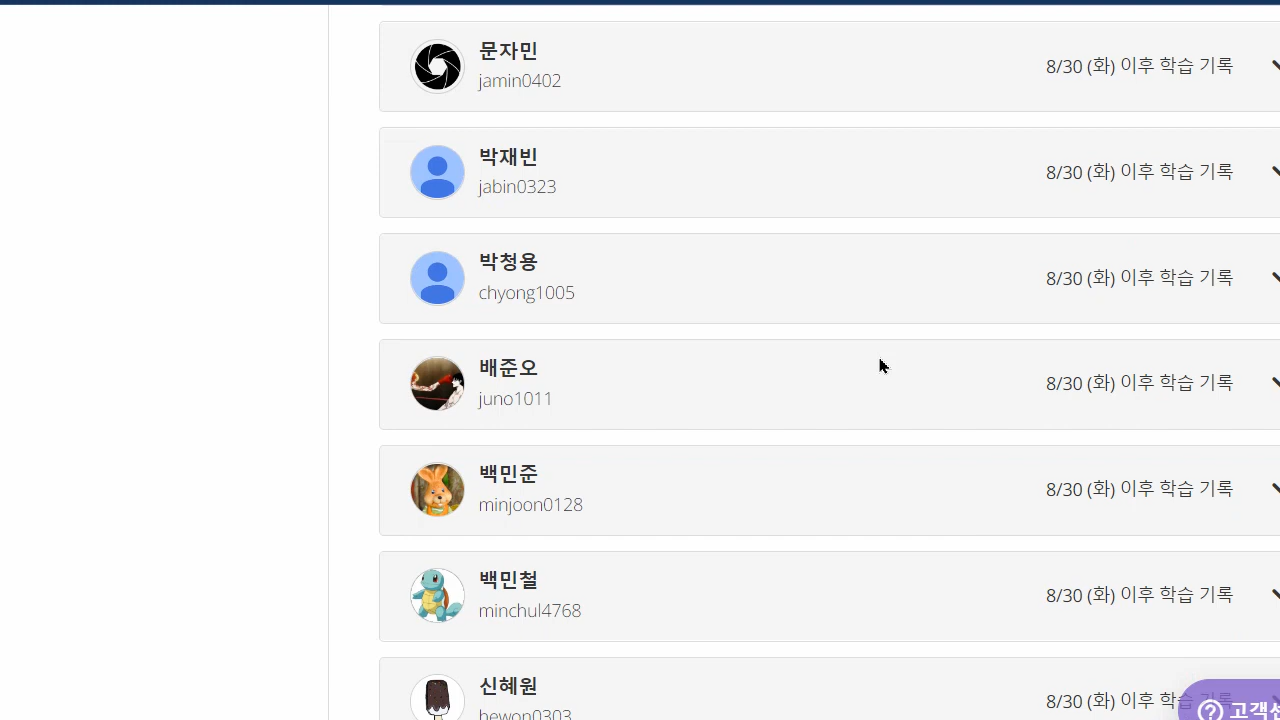 문자민
jamin0402
8/30 (화) 이후 학습 기록
박재빈
jabin0323
8/30 (화) 이후 학습 기록
박청용
chyong1005
8/30 (화) 이후 학습 기록
배준오
juno1011
8/30 (화) 이후 학습 기록
백민준
minjoon0128
8/30 (화) 이후 학습 기록
백민철
minchul4768
8/30 (화) 이후 학습 기록
신혜원
hewon0303
8/30 (화) 이후 학습 기록